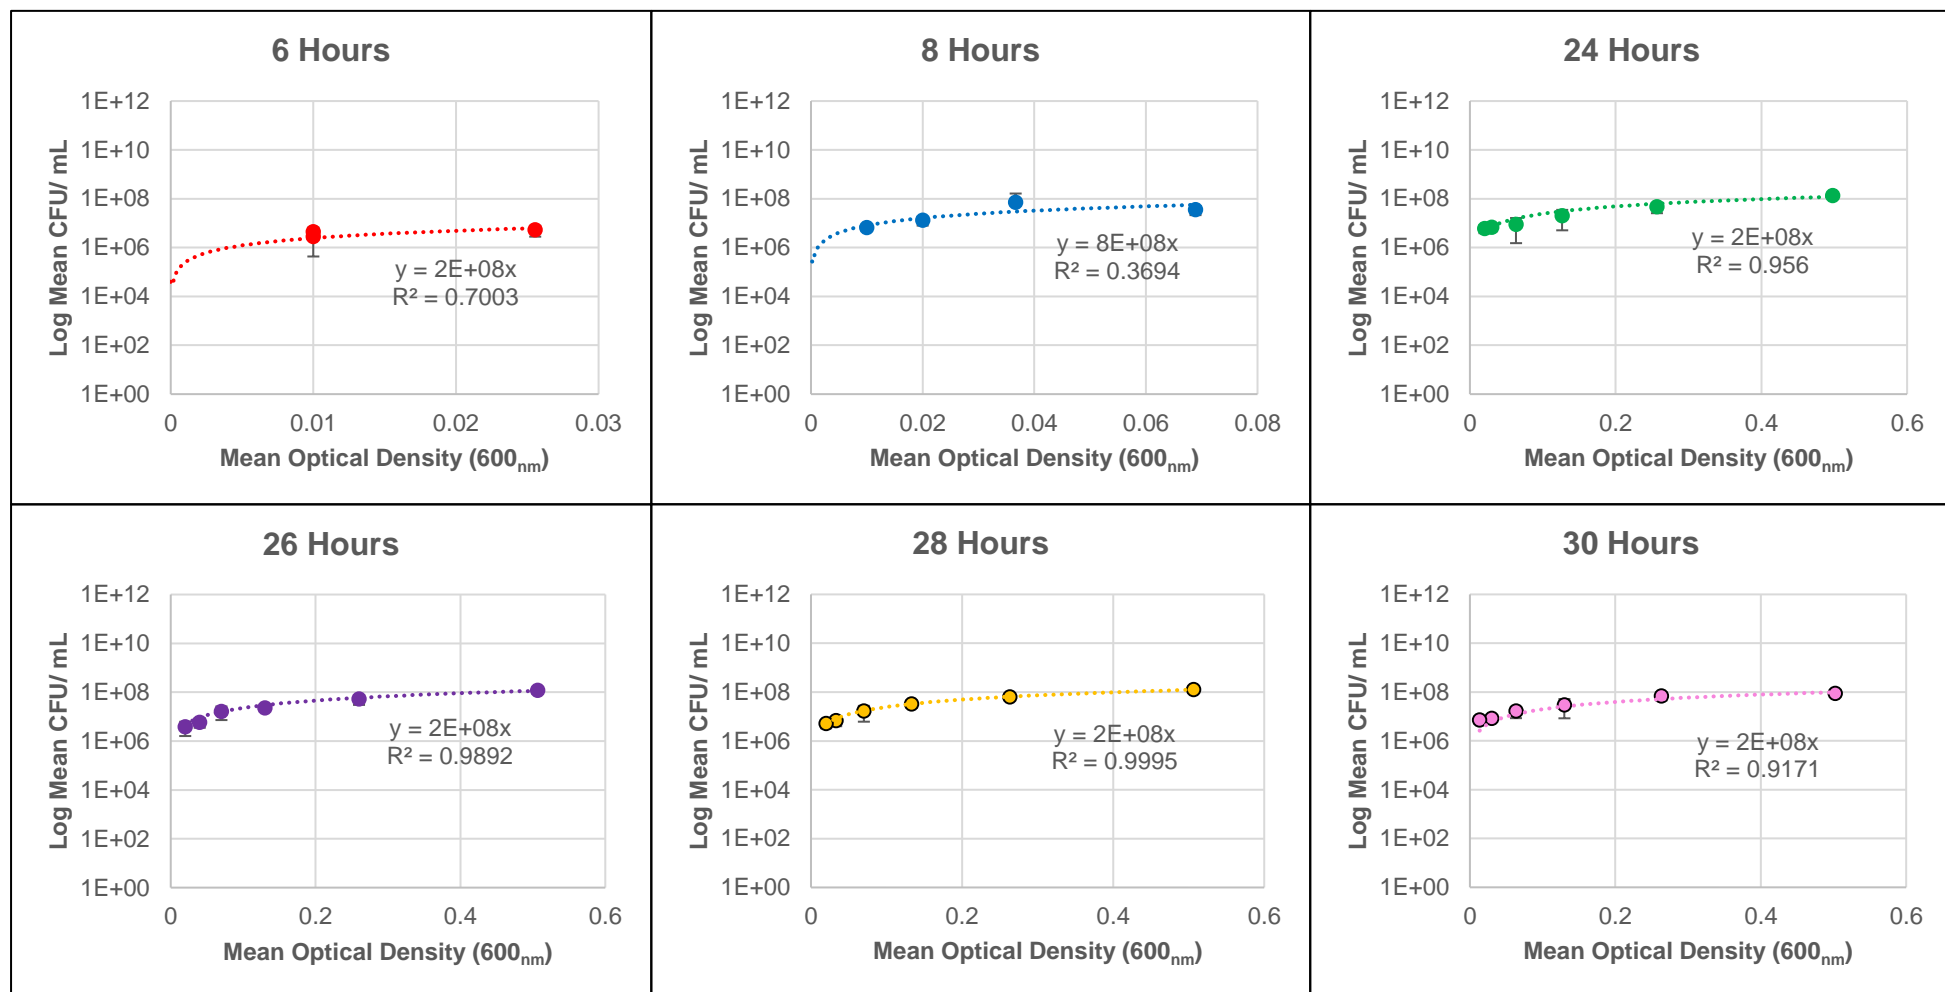 6 Hours
1E+12
1E+10
1E+08
1E+06
1E+04
1E+02
1E+00
Log Mean CFU/ mL
y = 2E+08x
R² = 0.7003
0 0.01 0.02 0.03
Mean Optical Density (600nm)
8 Hours
1E+12
1E+10
1E+08
1E+06
1E+04
1E+02
1E+00
Log Mean CFU/ mL
y = 8E+08x
R² = 0.3694
0 0.02 0.04 0.06 0.08
Mean Optical Density (600nm)
24 Hours
1E+12
1E+10
1E+08
1E+06
1E+04
1E+02
1E+00
Log Mean CFU/ mL
y = 2E+08x
R² = 0.956
0 0.2 0.4 0.6
Mean Optical Density (600nm)
26 Hours
1E+12
1E+10
1E+08
1E+06
1E+04
1E+02
1E+00
Log Mean CFU/ mL
y = 2E+08x
R² = 0.9892
0 0.2 0.4 0.6
Mean Optical Density (600nm)
28 Hours
1E+12
1E+10
1E+08
1E+06
1E+04
1E+02
1E+00
Log Mean CFU/ mL
y = 2E+08x
R² = 0.9995
0 0.2 0.4 0.6
Mean Optical Density (600nm)
30 Hours
1E+12
1E+10
1E+08
1E+06
1E+04
1E+02
1E+00
Log Mean CFU/ mL
y = 2E+08x
R² = 0.9171
0 0.2 0.4 0.6
Mean Optical Density (600nm)